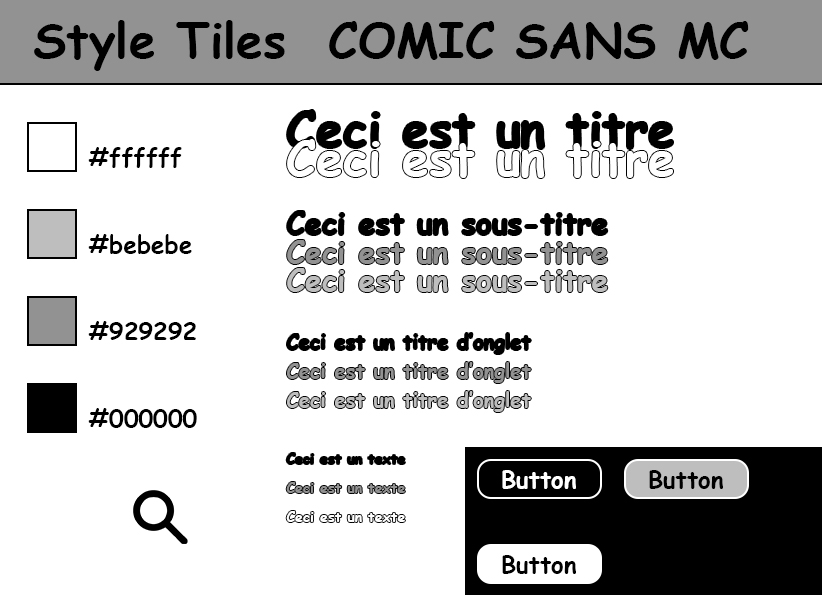 Style Tiles COMIC SANS MC
#ffffff
#bebebe
#929292
#000000
Ceci est un titre
Ceci est un titre
Ceci est un sous-titre
Ceci est un sous-titre
Ceci est un sous-titre
Ceci est un titre d'onglet
Ceci est un titre d'onglet
Ceci est un titre d'onglet
Ceci est un texte
Ceci est un texte
Ceci est un texte
Button
Button
Button